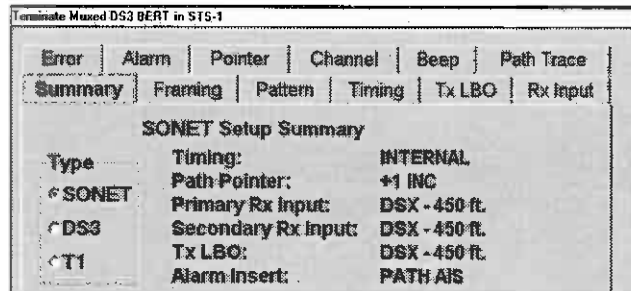 Terminate Muxed DS3 BERT in STS-1
Error Alarm Pointer Channel Beep Path Trace
Summary Framing Pattern Timing Tx LBO Rx Input
SONET Setup Summary
Type
SONET
DS3
T1
Timing: INTERNAL
Path Pointer: +1 INC
Primary Rx Input: DSX - 450 ft.
Secondary Rx Input: DSX - 450 ft.
Tx LBO: DSX - 450 ft.
Alarm Insert: PATH AIS